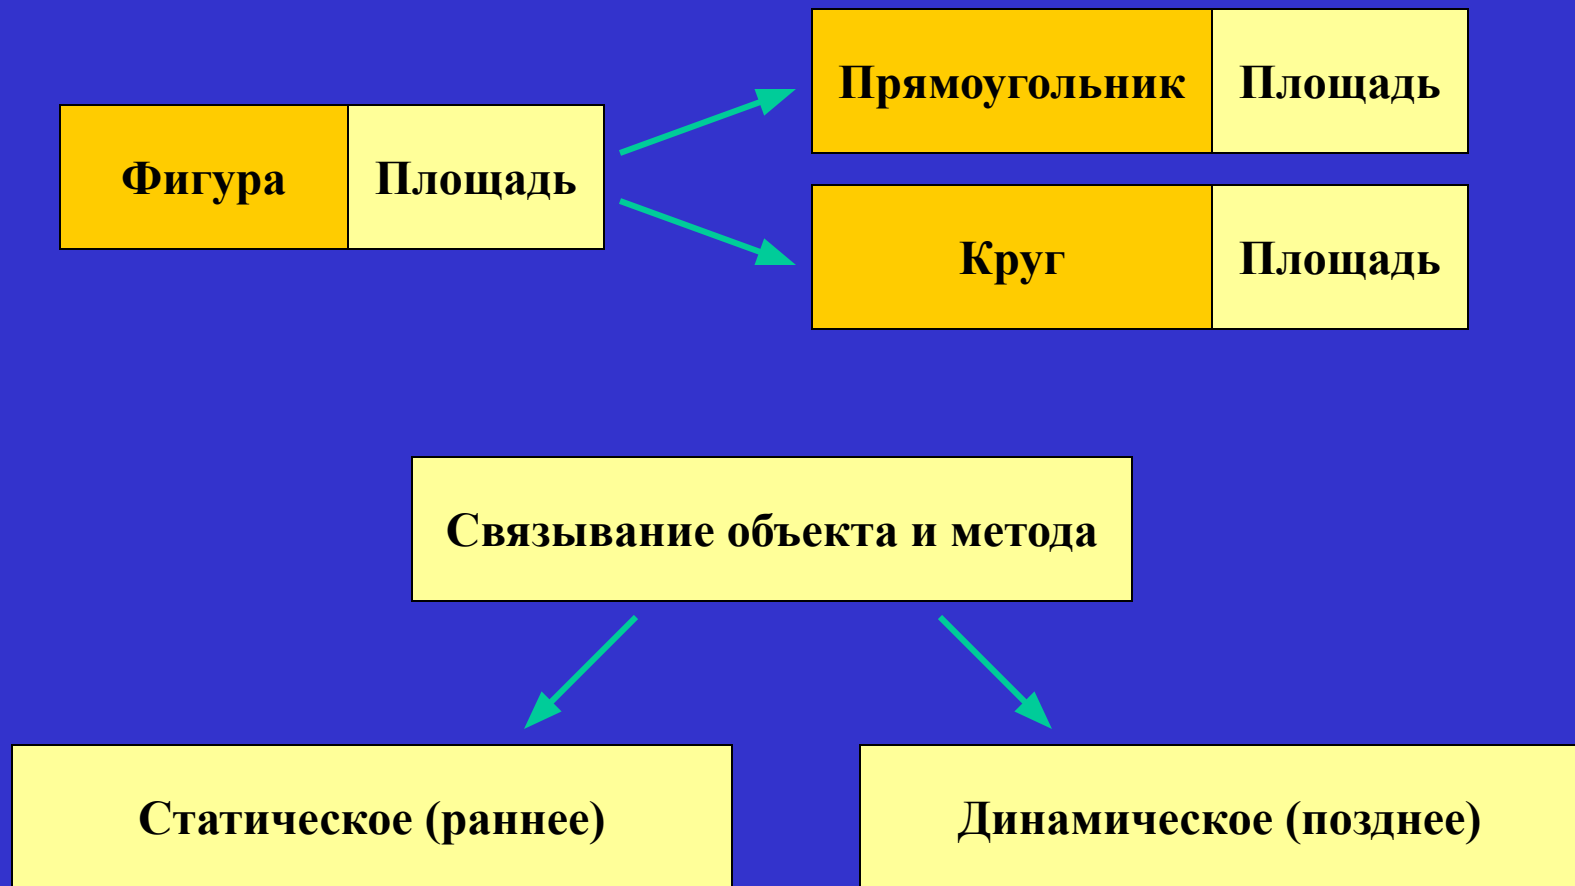 Фигура
Площадь
Прямоугольник
Площадь
Круг
Площадь
Связывание объекта и метода
Статическое (раннее)
Динамическое (позднее)